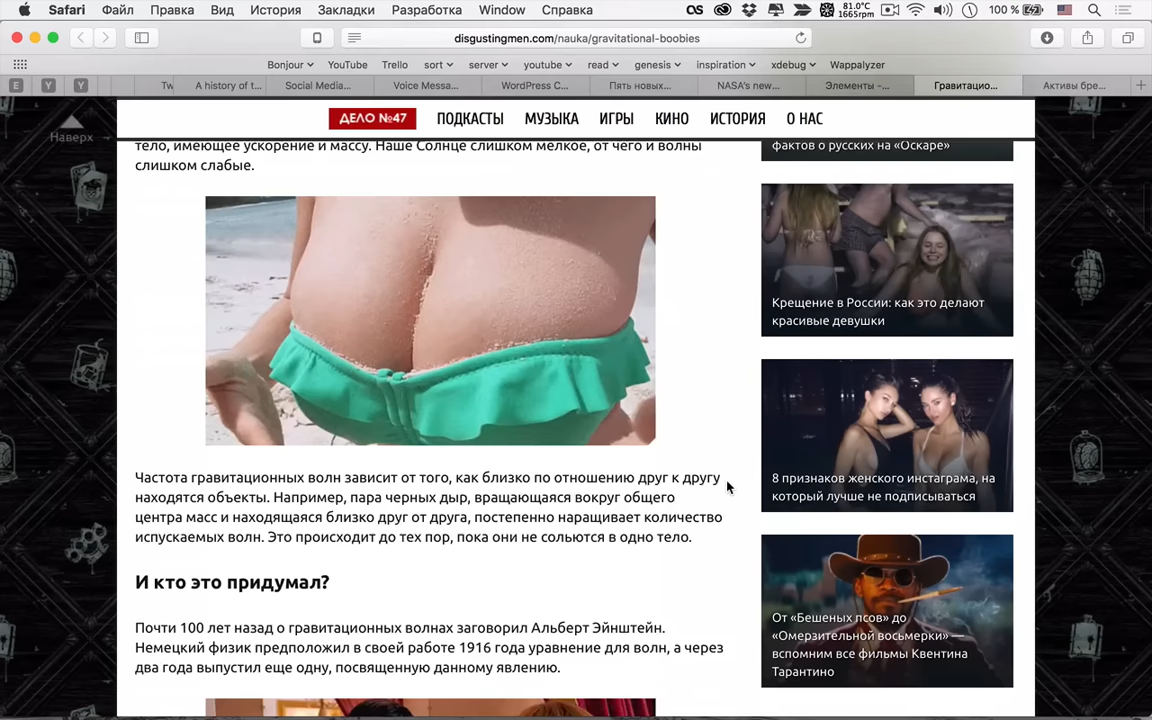 Safari Файл Правка Вид История Закладки Разработка Window Справка 81.0°C 1665rpm 100 %
disgustingmen.com/nauka/gravitational-boobies
Bonjour YouTube Trello sort server youtube read genesis inspiration xdebug Wappalyzer
E Y Y Tw A history of t... Social Media... Voice Messa... WordPress C... Пять новых... NASA's new... Элементы -... Гравитацио... Активы бре...
Наверх
ДЕЛО №47 ПОДКАСТЫ МУЗЫКА ИГРЫ КИНО ИСТОРИЯ О НАС
тело, имеющее ускорение и массу. Наше Солнце слишком мелкое, от чего и волны
слишком слабые.
Частота гравитационных волн зависит от того, как близко по отношению друг к другу
находятся объекты. Например, пара черных дыр, вращающаяся вокруг общего
центра масс и находящаяся близко друг от друга, постепенно наращивает количество
испускаемых волн. Это происходит до тех пор, пока они не сольются в одно тело.
И кто это придумал?
Почти 100 лет назад о гравитационных волнах заговорил Альберт Эйнштейн.
Немецкий физик предположил в своей работе 1916 года уравнение для волн, а через
два года выпустил еще одну, посвященную данному явлению.
фактов о русских на «Оскаре»
Крещение в России: как это делают
красивые девушки
8 признаков женского инстаграма, на
который лучше не подписываться
От «Бешеных псов» до
«Омерзительной восьмерки» —
вспомним все фильмы Квентина
Тарантино